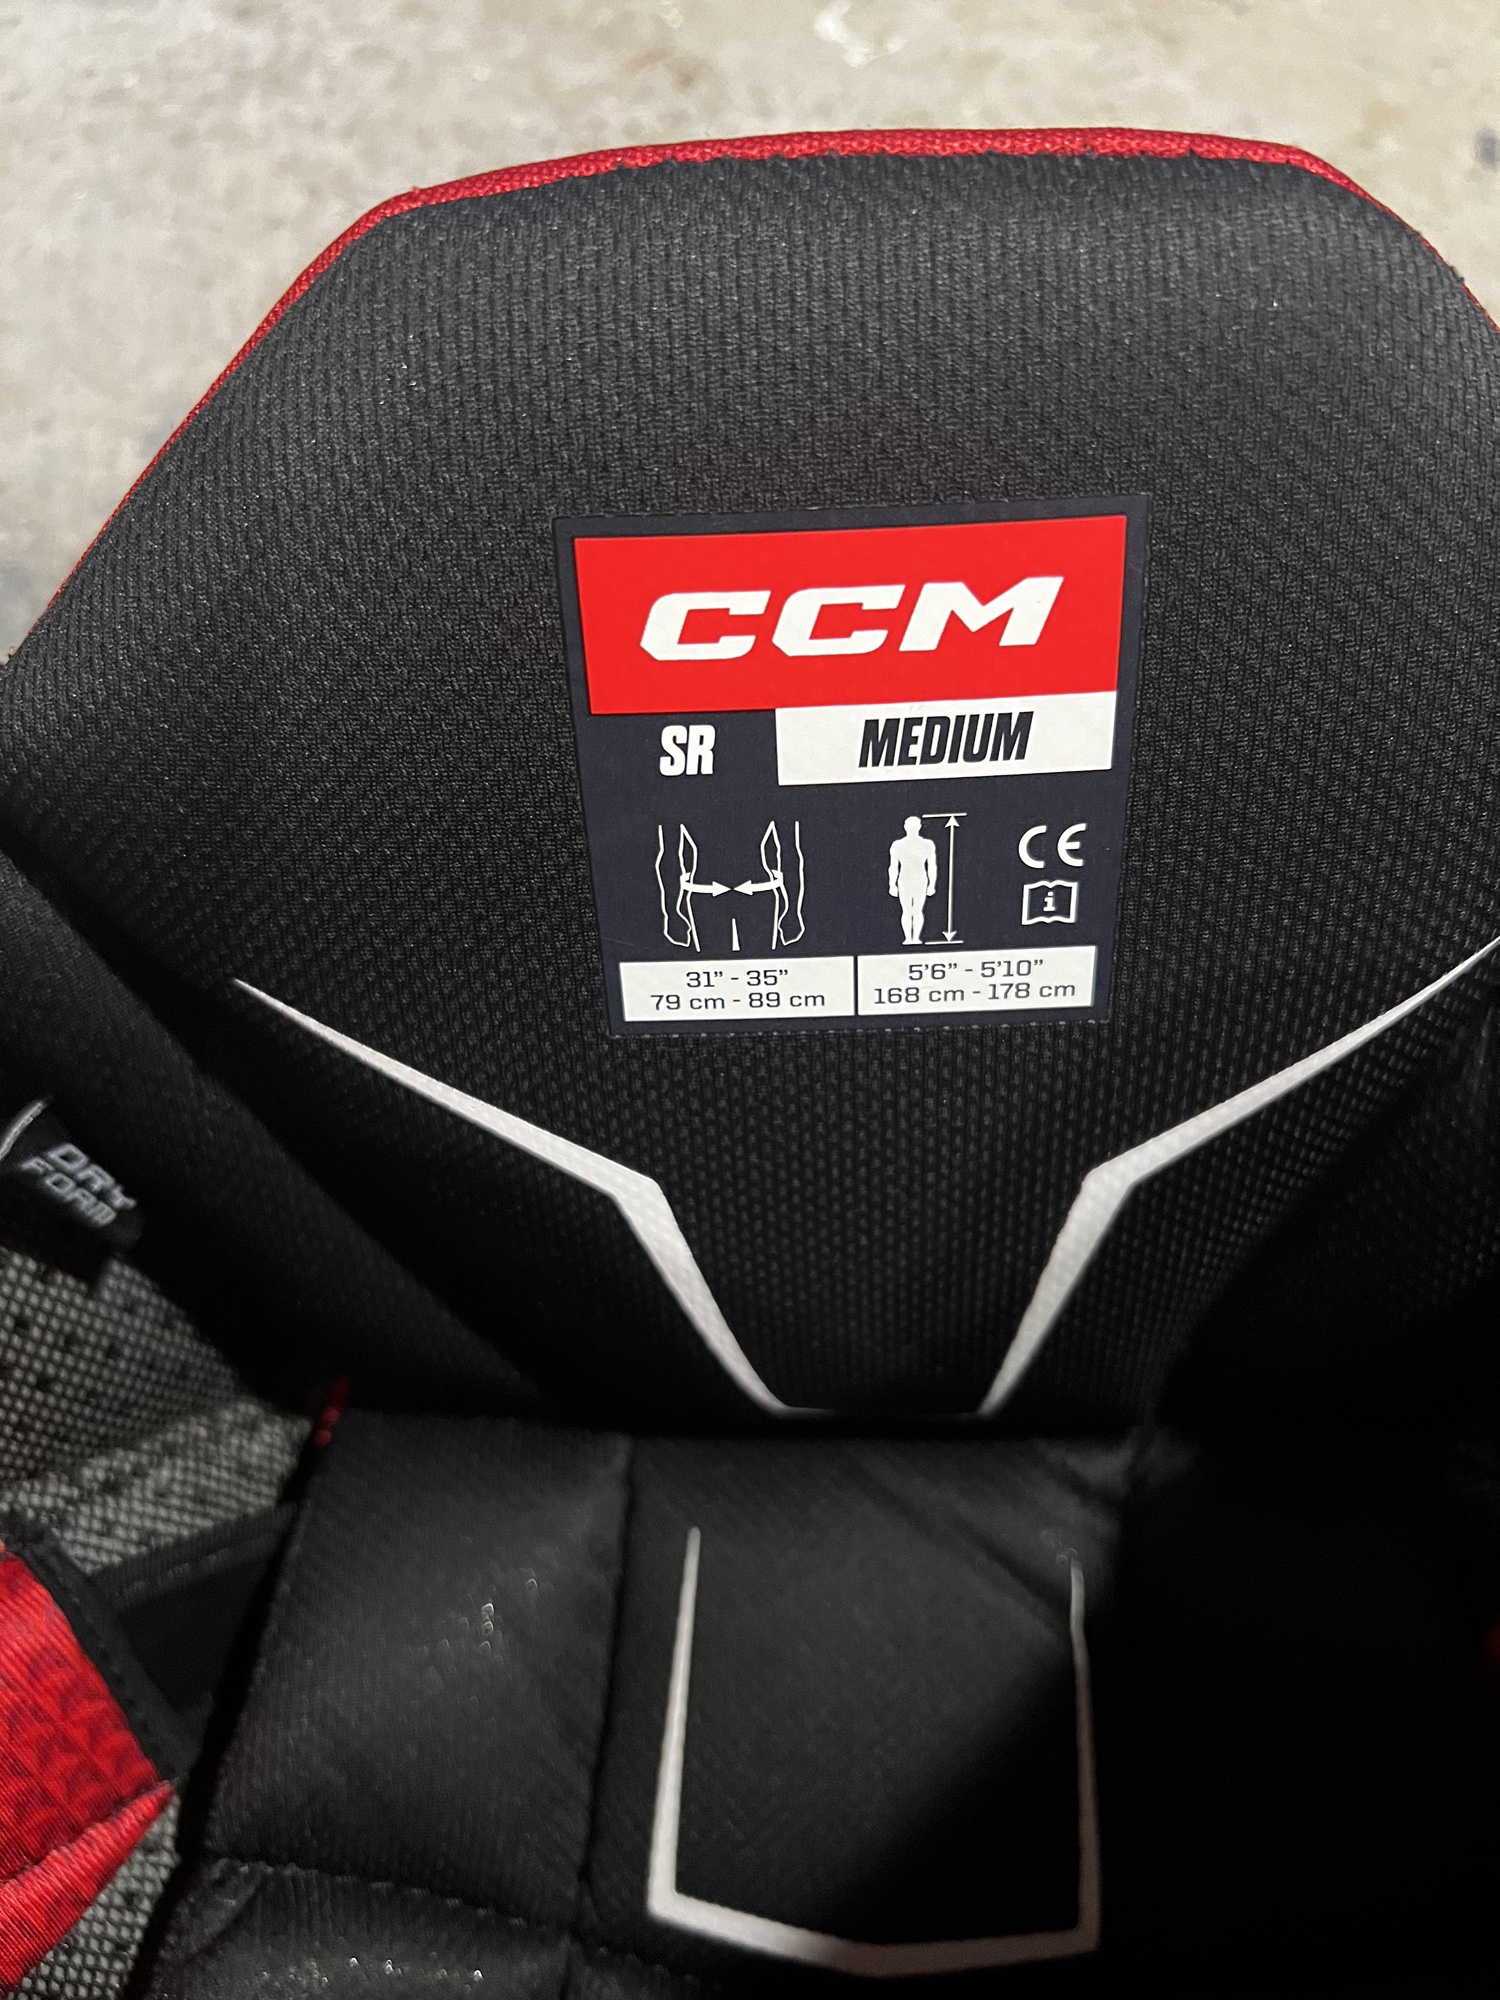 CCM
SR MEDIUM
CE
i
31” - 35”
79 cm - 89 cm
5’6” - 5’10”
168 cm - 178 cm
DRY
FOAM